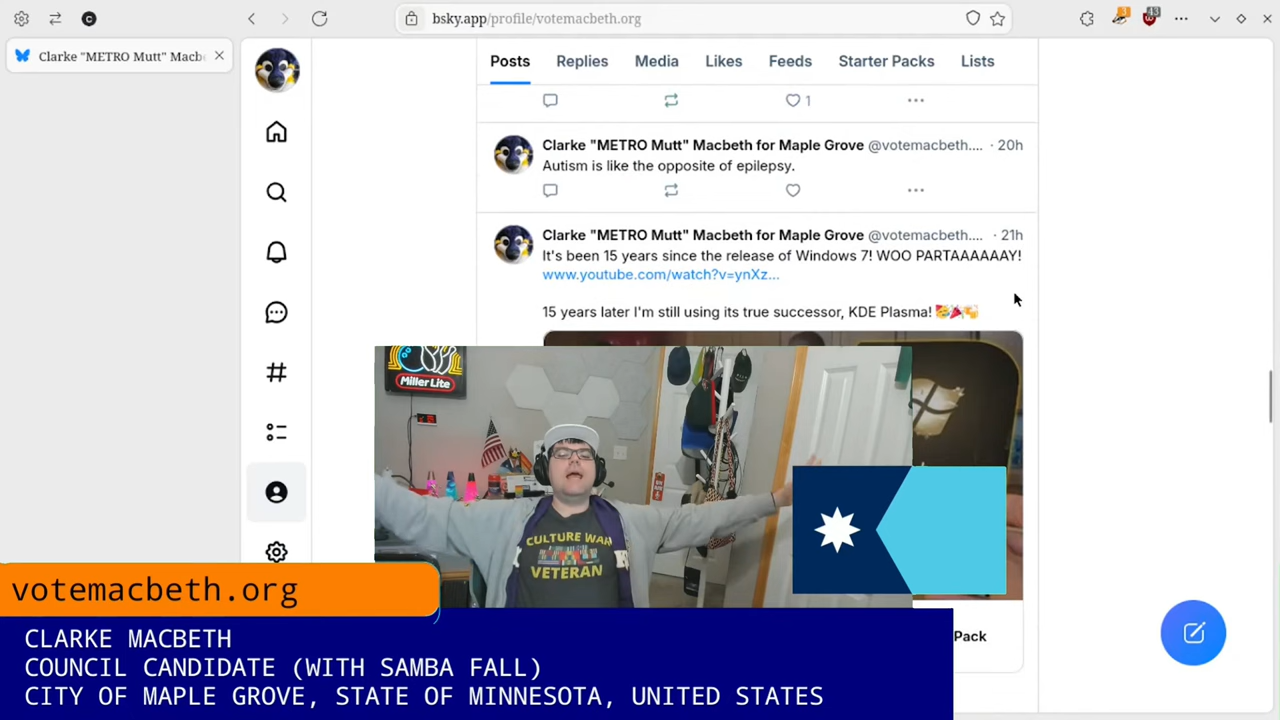 bsky.app/profile/votemacbeth.org
3
43
Clarke "METRO Mutt" Macbe
Posts
Replies
Media
Likes
Feeds
Starter Packs
Lists
1
Clarke "METRO Mutt" Macbeth for Maple Grove @votemacbeth.... · 20h
Autism is like the opposite of epilepsy.
Clarke "METRO Mutt" Macbeth for Maple Grove @votemacbeth.... · 21h
It's been 15 years since the release of Windows 7! WOO PARTAAAAAAY!
www.youtube.com/watch?v=ynXz...
15 years later I'm still using its true successor, KDE Plasma! 🥳🎉🍻
Miller Lite
CULTURE WAR
VETERAN
Pack
votemacbeth.org
CLARKE MACBETH
COUNCIL CANDIDATE (WITH SAMBA FALL)
CITY OF MAPLE GROVE, STATE OF MINNESOTA, UNITED STATES